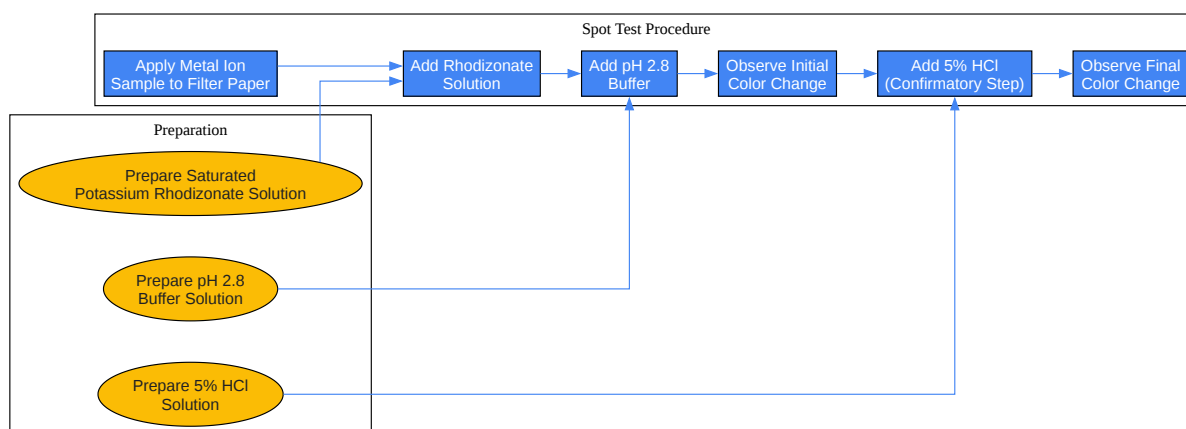 Spot Test Procedure
Apply Metal Ion
Sample to Filter Paper
Add Rhodizonate
Solution
Add pH 2.8
Buffer
Observe Initial
Color Change
Add 5% HCl
(Confirmatory Step)
Observe Final
Color Change
Preparation
Prepare Saturated
Potassium Rhodizonate Solution
Prepare pH 2.8
Buffer Solution
Prepare 5% HCl
Solution